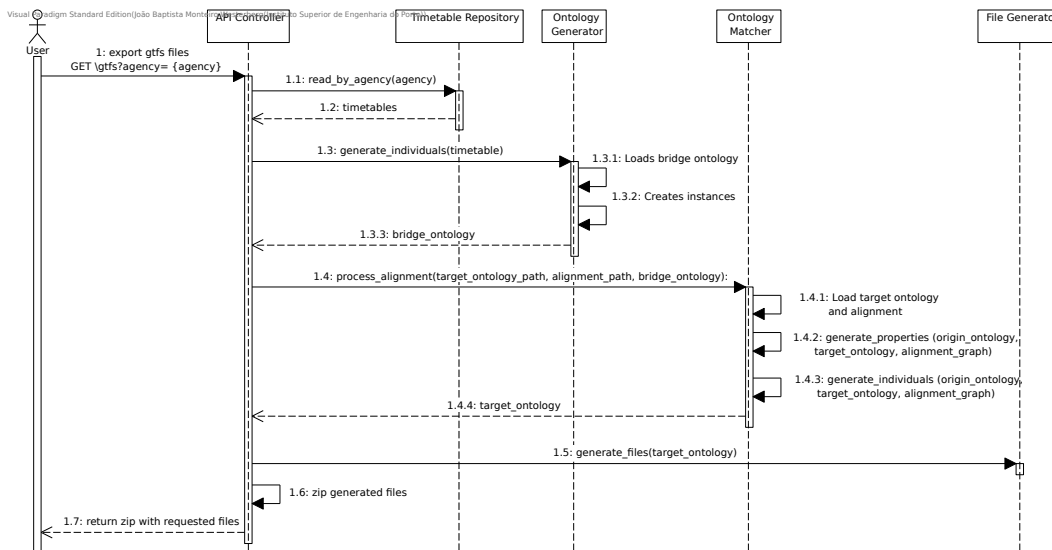 Visual Paradigm Standard Edition(João Baptista Monteiro
API Controller
Timetable Repository
Ontology
Generator
Ontology
Matcher
File Generator
User
1: export gtfs files
GET \gtfs?agency= {agency}
1.1: read_by_agency(agency)
1.2: timetables
1.3: generate_individuals(timetable)
1.3.1: Loads bridge ontology
1.3.2: Creates instances
1.3.3: bridge_ontology
1.4: process_alignment(target_ontology_path, alignment_path, bridge_ontology):
1.4.1: Load target ontology
and alignment
1.4.2: generate_properties (origin_ontology,
target_ontology, alignment_graph)
1.4.3: generate_individuals (origin_ontology,
target_ontology, alignment_graph)
1.4.4: target_ontology
1.5: generate_files(target_ontology)
1.6: zip generated files
1.7: return zip with requested files